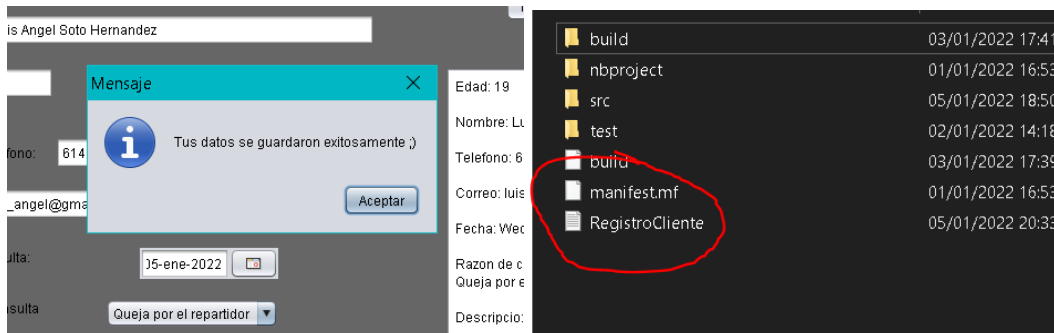 is Angel Soto Hernandez
Mensaje
Tus datos se guardaron exitosamente ;)
Aceptar
fono: 614
_angel@gma
ulta:
05-ene-2022
sulta
Queja por el repartidor
Edad: 19
Nombre: Lu
Telefono: 6
Correo: luis
Fecha: Wed
Razon de c
Queja por e
Descripcio:
build 03/01/2022 17:41
nbproject 01/01/2022 16:53
src 05/01/2022 18:50
test 02/01/2022 14:18
build 03/01/2022 17:39
manifest.mf 01/01/2022 16:53
RegistroCliente 05/01/2022 20:33